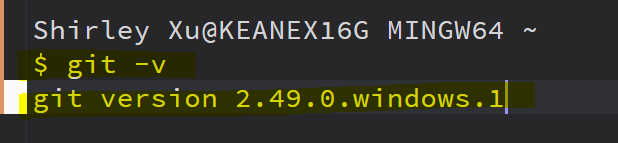 Shirley Xu@KEANEX16G MINGW64 ~
$ git -v
git version 2.49.0.windows.1